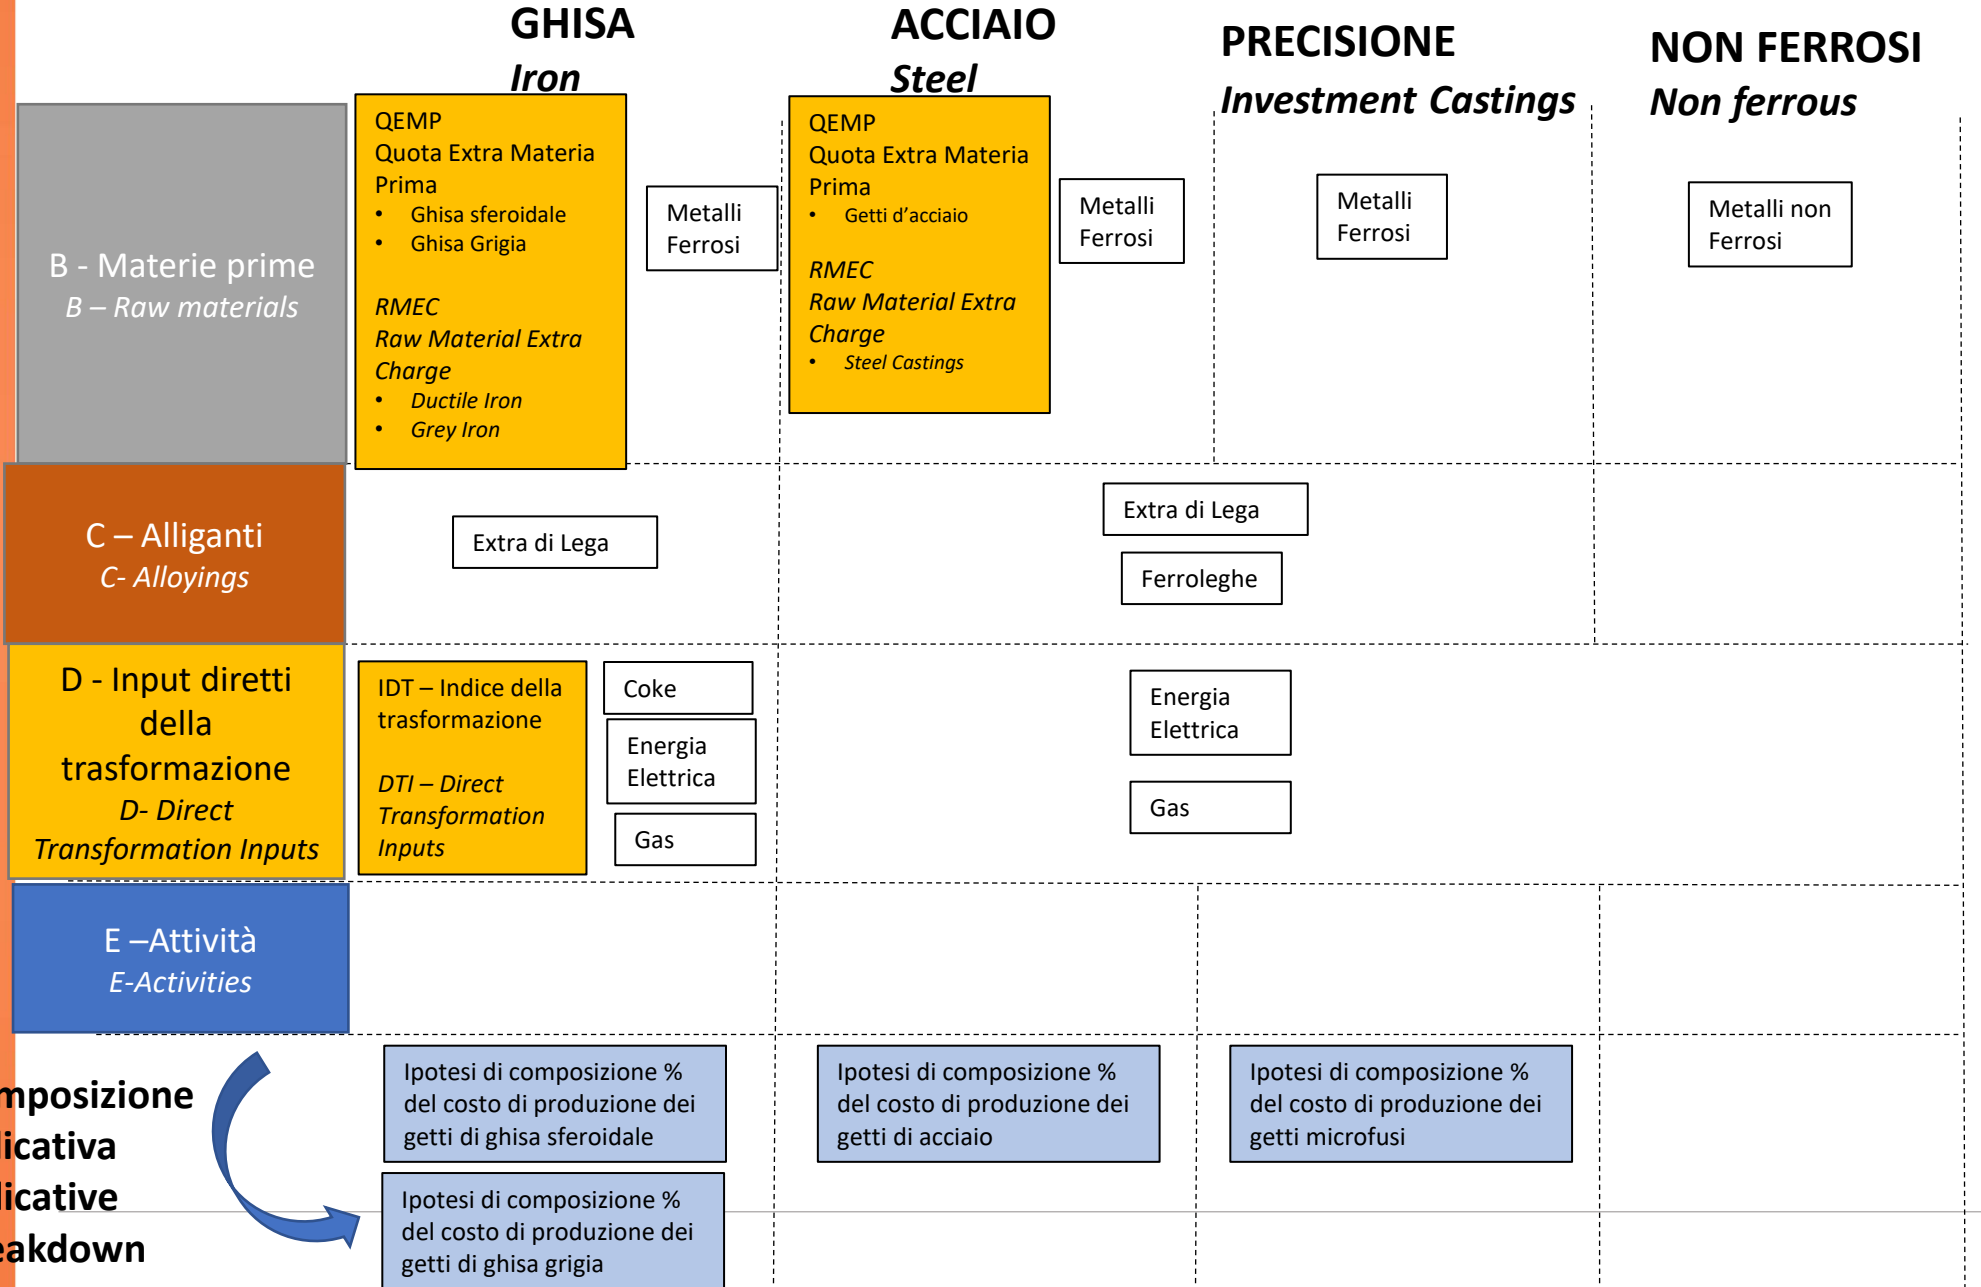 GHISA
Iron
ACCIAIO
Steel
PRECISIONE
Investment Castings
NON FERROSI
Non ferrous
B - Materie prime
B – Raw materials
QEMP
Quota Extra Materia
Prima
• Ghisa sferoidale
• Ghisa Grigia
RMEC
Raw Material Extra
Charge
• Ductile Iron
• Grey Iron
Metalli
Ferrosi
QEMP
Quota Extra Materia
Prima
• Getti d'acciaio
RMEC
Raw Material Extra
Charge
• Steel Castings
Metalli
Ferrosi
Metalli
Ferrosi
Metalli non
Ferrosi
C – Alliganti
C- Alloyings
Extra di Lega
Extra di Lega
Ferroleghe
D - Input diretti
della
trasformazione
D- Direct
Transformation Inputs
IDT – Indice della
trasformazione
DTI – Direct
Transformation
Inputs
Coke
Energia
Elettrica
Gas
Energia
Elettrica
Gas
E –Attività
E-Activities
Ipotesi di composizione %
del costo di produzione dei
getti di ghisa sferoidale
Ipotesi di composizione %
del costo di produzione dei
getti di acciaio
Ipotesi di composizione %
del costo di produzione dei
getti microfusi
Ipotesi di composizione %
del costo di produzione dei
getti di ghisa grigia